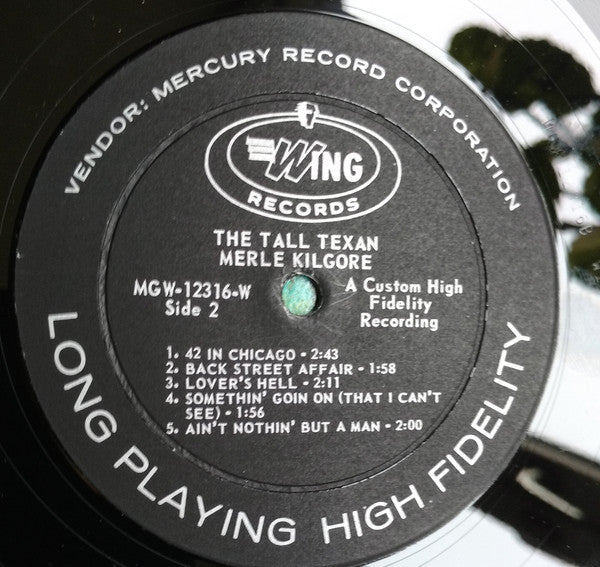 VENDOR: MERCURY RECORD CORPORATION
WING
RECORDS
THE TALL TEXAN
MERLE KILGORE
MGW-12316-W
Side 2
A Custom High
Fidelity
Recording
1. 42 IN CHICAGO - 2:43
2. BACK STREET AFFAIR - 1:58
3. LOVER'S HELL - 2:11
4. SOMETHIN' GOIN ON (THAT I CAN'T
SEE) - 1:56
5. AIN'T NOTHIN' BUT A MAN - 2:00
LONG PLAYING HIGH FIDELITY